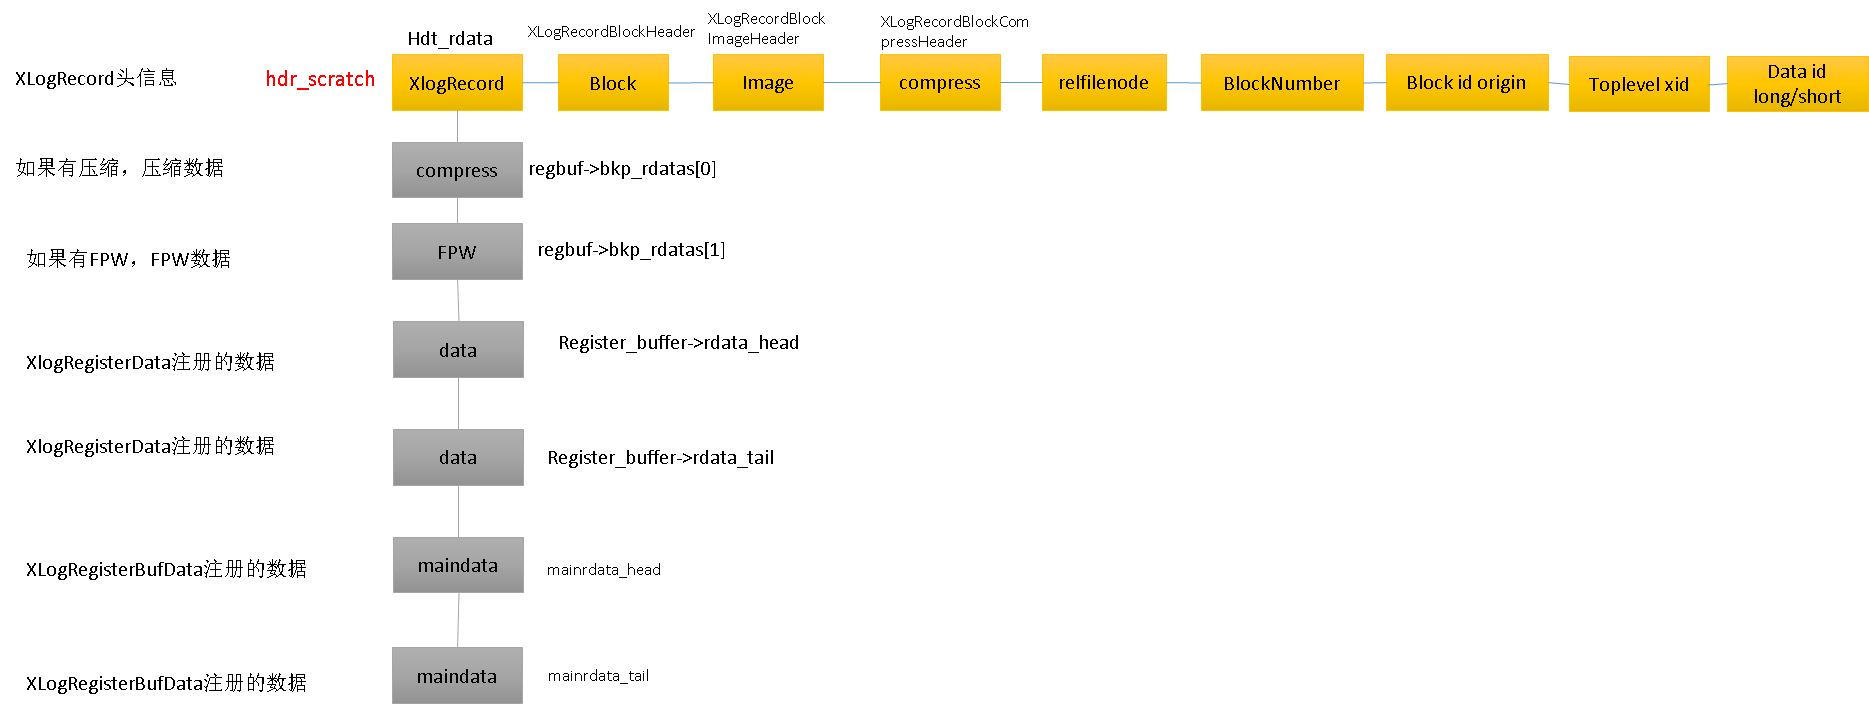 XLogRecord头信息
hdr_scratch
Hdt_rdata
XlogRecord
XLogRecordBlockHeader
Block
XLogRecordBlock
ImageHeader
Image
XLogRecordBlockCom
pressHeader
compress
relfilenode
BlockNumber
Block id origin
Toplevel xid
Data id
long/short
如果有压缩，压缩数据
compress
regbuf->bkp_rdatas[0]
如果有FPW，FPW数据
FPW
regbuf->bkp_rdatas[1]
XlogRegisterData注册的数据
data
Register_buffer->rdata_head
XlogRegisterData注册的数据
data
Register_buffer->rdata_tail
XLogRegisterBufData注册的数据
maindata
mainrdata_head
XLogRegisterBufData注册的数据
maindata
mainrdata_tail